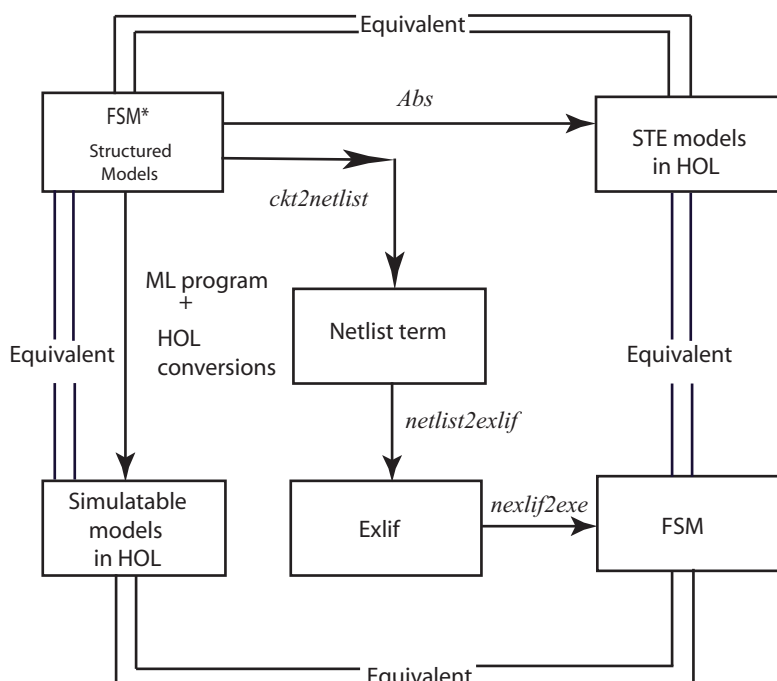 Equivalent
FSM*
Structured
Models
Abs
STE models
in HOL
ckt2netlist
ML program
+
HOL
conversions
Netlist term
Equivalent
Equivalent
netlist2exlif
Simulatable
models
in HOL
Exlif
nexlif2exe
FSM
Equivalent